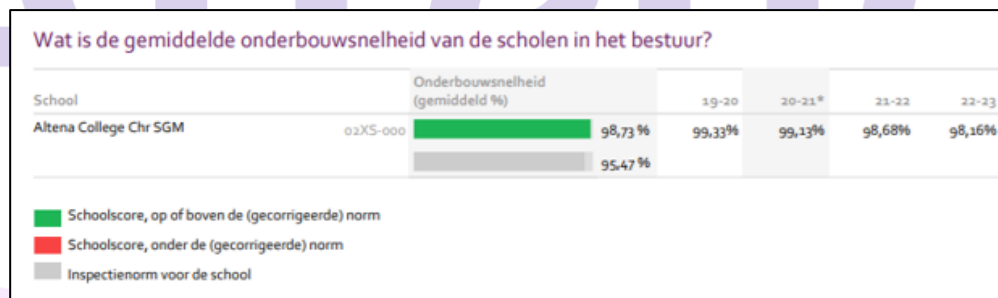 Wat is de gemiddelde onderbouwsnelheid van de scholen in het bestuur?
Onderbouwsnelheid
School (gemiddeld %) 19-20 20-21* 21-22 22-23
Altena College Chr SGM 02XS-000 98,73 % 99,33% 99,13% 98,68% 98,16%
95,47 %
Schoolscore, op of boven de (gecorrigeerde) norm
Schoolscore, onder de (gecorrigeerde) norm
Inspectienorm voor de school